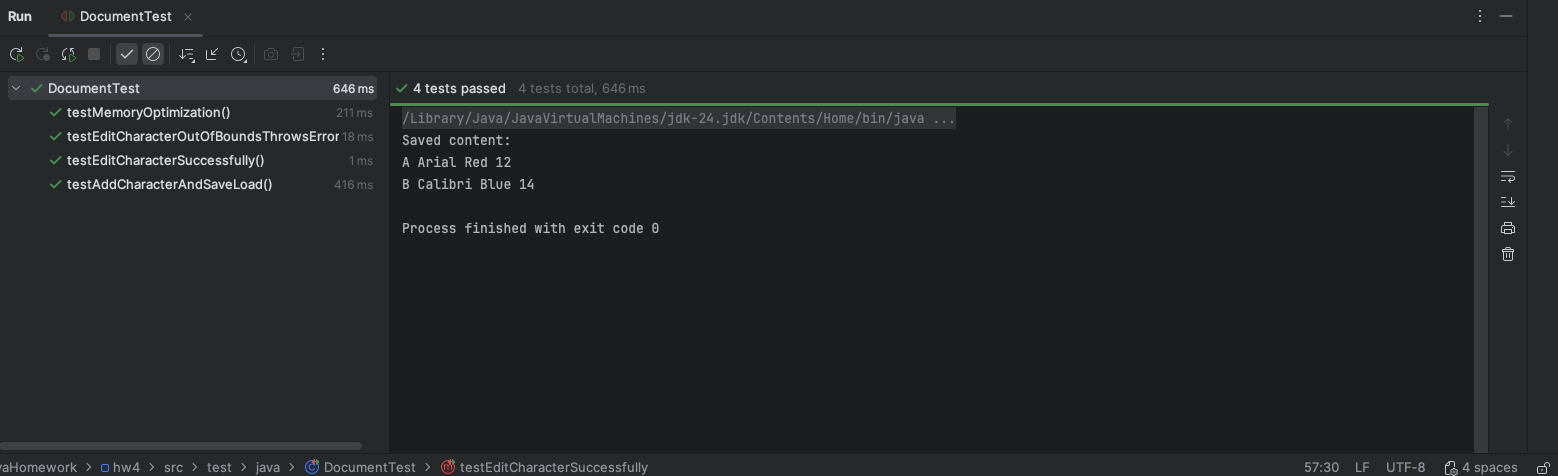 Run DocumentTest
DocumentTest 646 ms
testMemoryOptimization() 211 ms
testEditCharacterOutOfBoundsThrowsError 18 ms
testEditCharacterSuccessfully() 1 ms
testAddCharacterAndSaveLoad() 416 ms
4 tests passed 4 tests total, 646 ms
/Library/Java/JavaVirtualMachines/jdk-24.jdk/Contents/Home/bin/java ...
Saved content:
A Arial Red 12
B Calibri Blue 14
Process finished with exit code 0
vaHomework > hw4 > src > test > java > DocumentTest > testEditCharacterSuccessfully 57:30 LF UTF-8 4 spaces